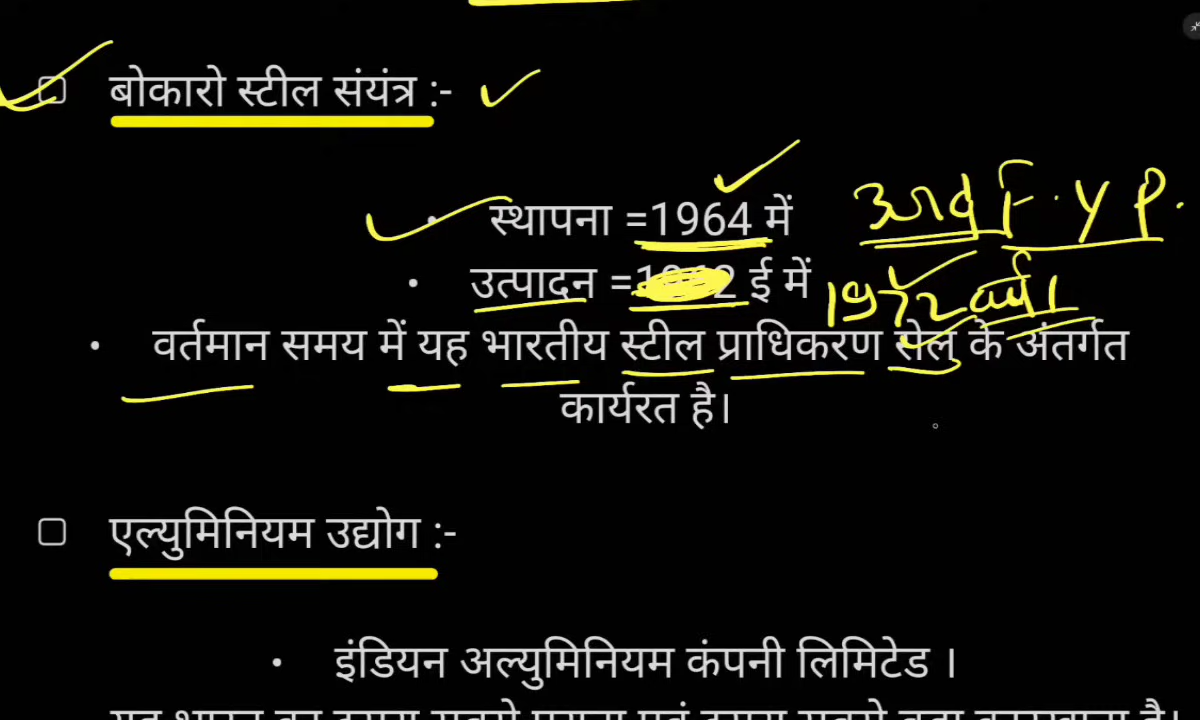 बोकारो स्टील संयंत्र :-
• स्थापना =1964 में 3rd F.Y.P.
• उत्पादन = ई में 1972
• वर्तमान समय में यह भारतीय स्टील प्राधिकरण सेल के अंतर्गत
कार्यरत है।
एल्युमिनियम उद्योग :-
• इंडियन अल्युमिनियम कंपनी लिमिटेड ।